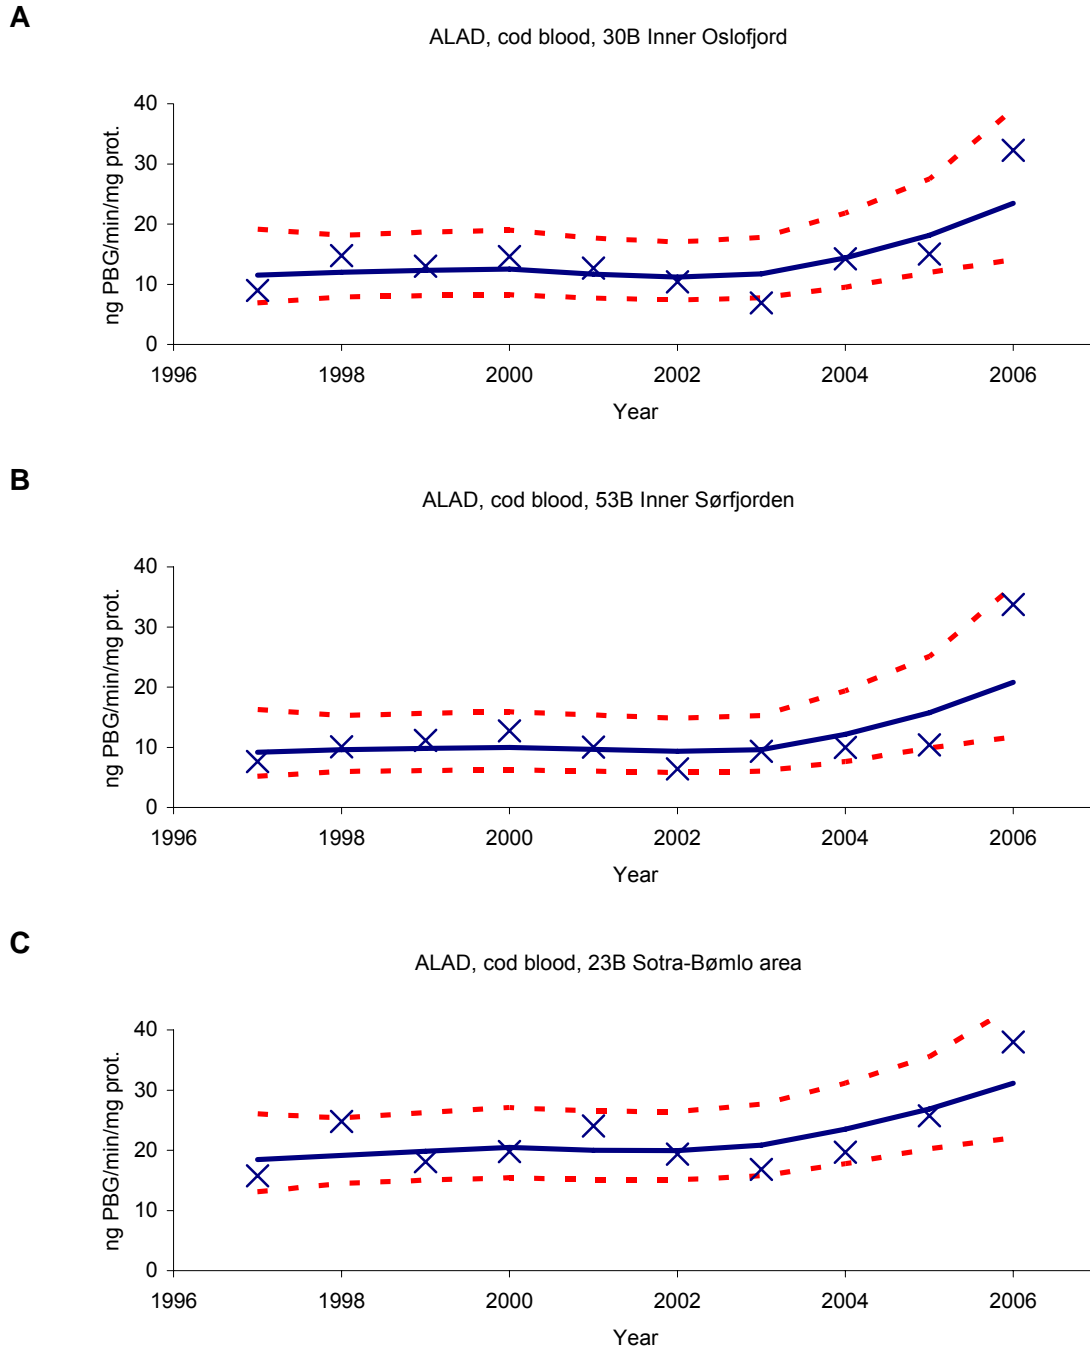 A
ALAD, cod blood, 30B Inner Oslofjord
ng PBG/min/mg prot.
40
30
20
10
0
1996 1998 2000 2002 2004 2006
Year
B
ALAD, cod blood, 53B Inner Sørfjorden
ng PBG/min/mg prot.
40
30
20
10
0
1996 1998 2000 2002 2004 2006
Year
C
ALAD, cod blood, 23B Sotra-Bømlo area
ng PBG/min/mg prot.
40
30
20
10
0
1996 1998 2000 2002 2004 2006
Year